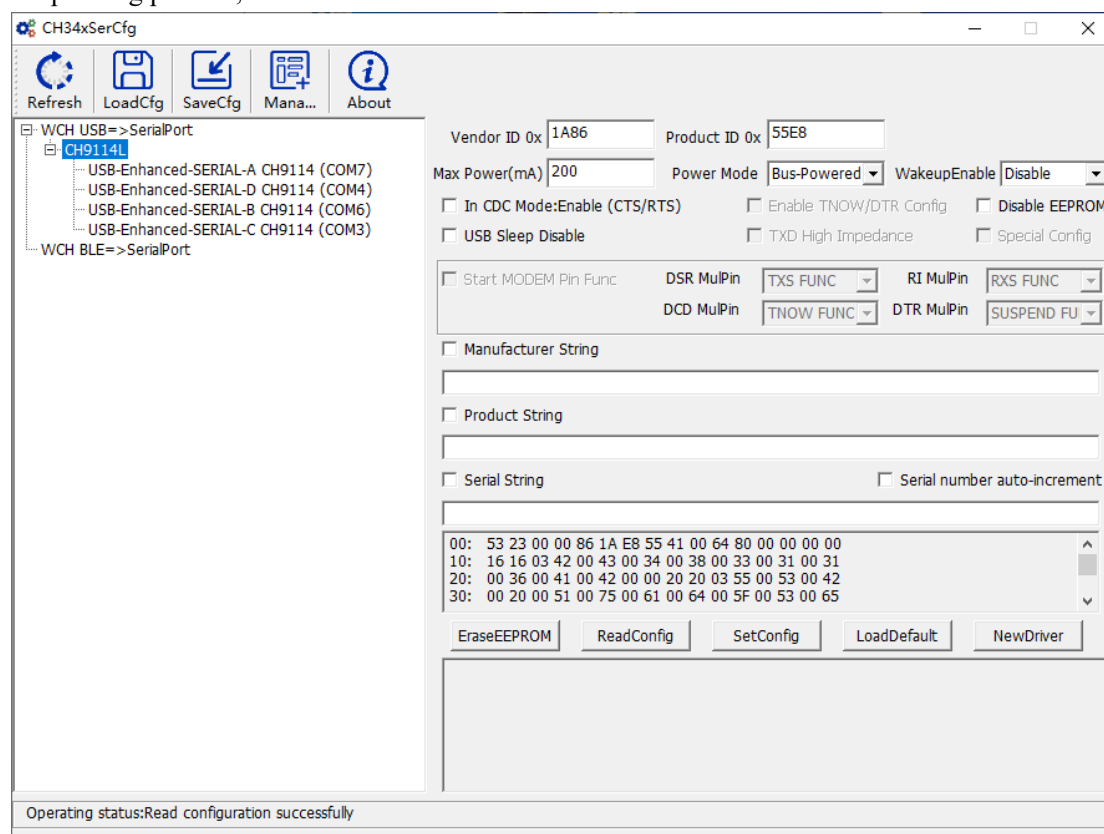 CH34xSerCfg
Refresh LoadCfg SaveCfg Mana... About
WCH USB=>SerialPort
CH9114L
USB-Enhanced-SERIAL-A CH9114 (COM7)
USB-Enhanced-SERIAL-D CH9114 (COM4)
USB-Enhanced-SERIAL-B CH9114 (COM6)
USB-Enhanced-SERIAL-C CH9114 (COM3)
WCH BLE=>SerialPort
Vendor ID 0x 1A86 Product ID 0x 55E8
Max Power(mA) 200 Power Mode Bus-Powered WakeupEnable Disable
In CDC Mode:Enable (CTS/RTS) Enable TNOW/DTR Config Disable EEPROM
USB Sleep Disable TXD High Impedance Special Config
Start MODEM Pin Func DSR MulPin TXS FUNC RI MulPin RXS FUNC
DCD MulPin TNOW FUNC DTR MulPin SUSPEND FU
Manufacturer String
Product String
Serial String Serial number auto-increment
00: 53 23 00 00 86 1A E8 55 41 00 64 80 00 00 00 00
10: 16 16 03 42 00 43 00 34 00 38 00 33 00 31 00 31
20: 00 36 00 41 00 42 00 00 20 20 03 55 00 53 00 42
30: 00 20 00 51 00 75 00 61 00 64 00 5F 00 53 00 65
EraseEEPROM ReadConfig SetConfig LoadDefault NewDriver
Operating status:Read configuration successfully